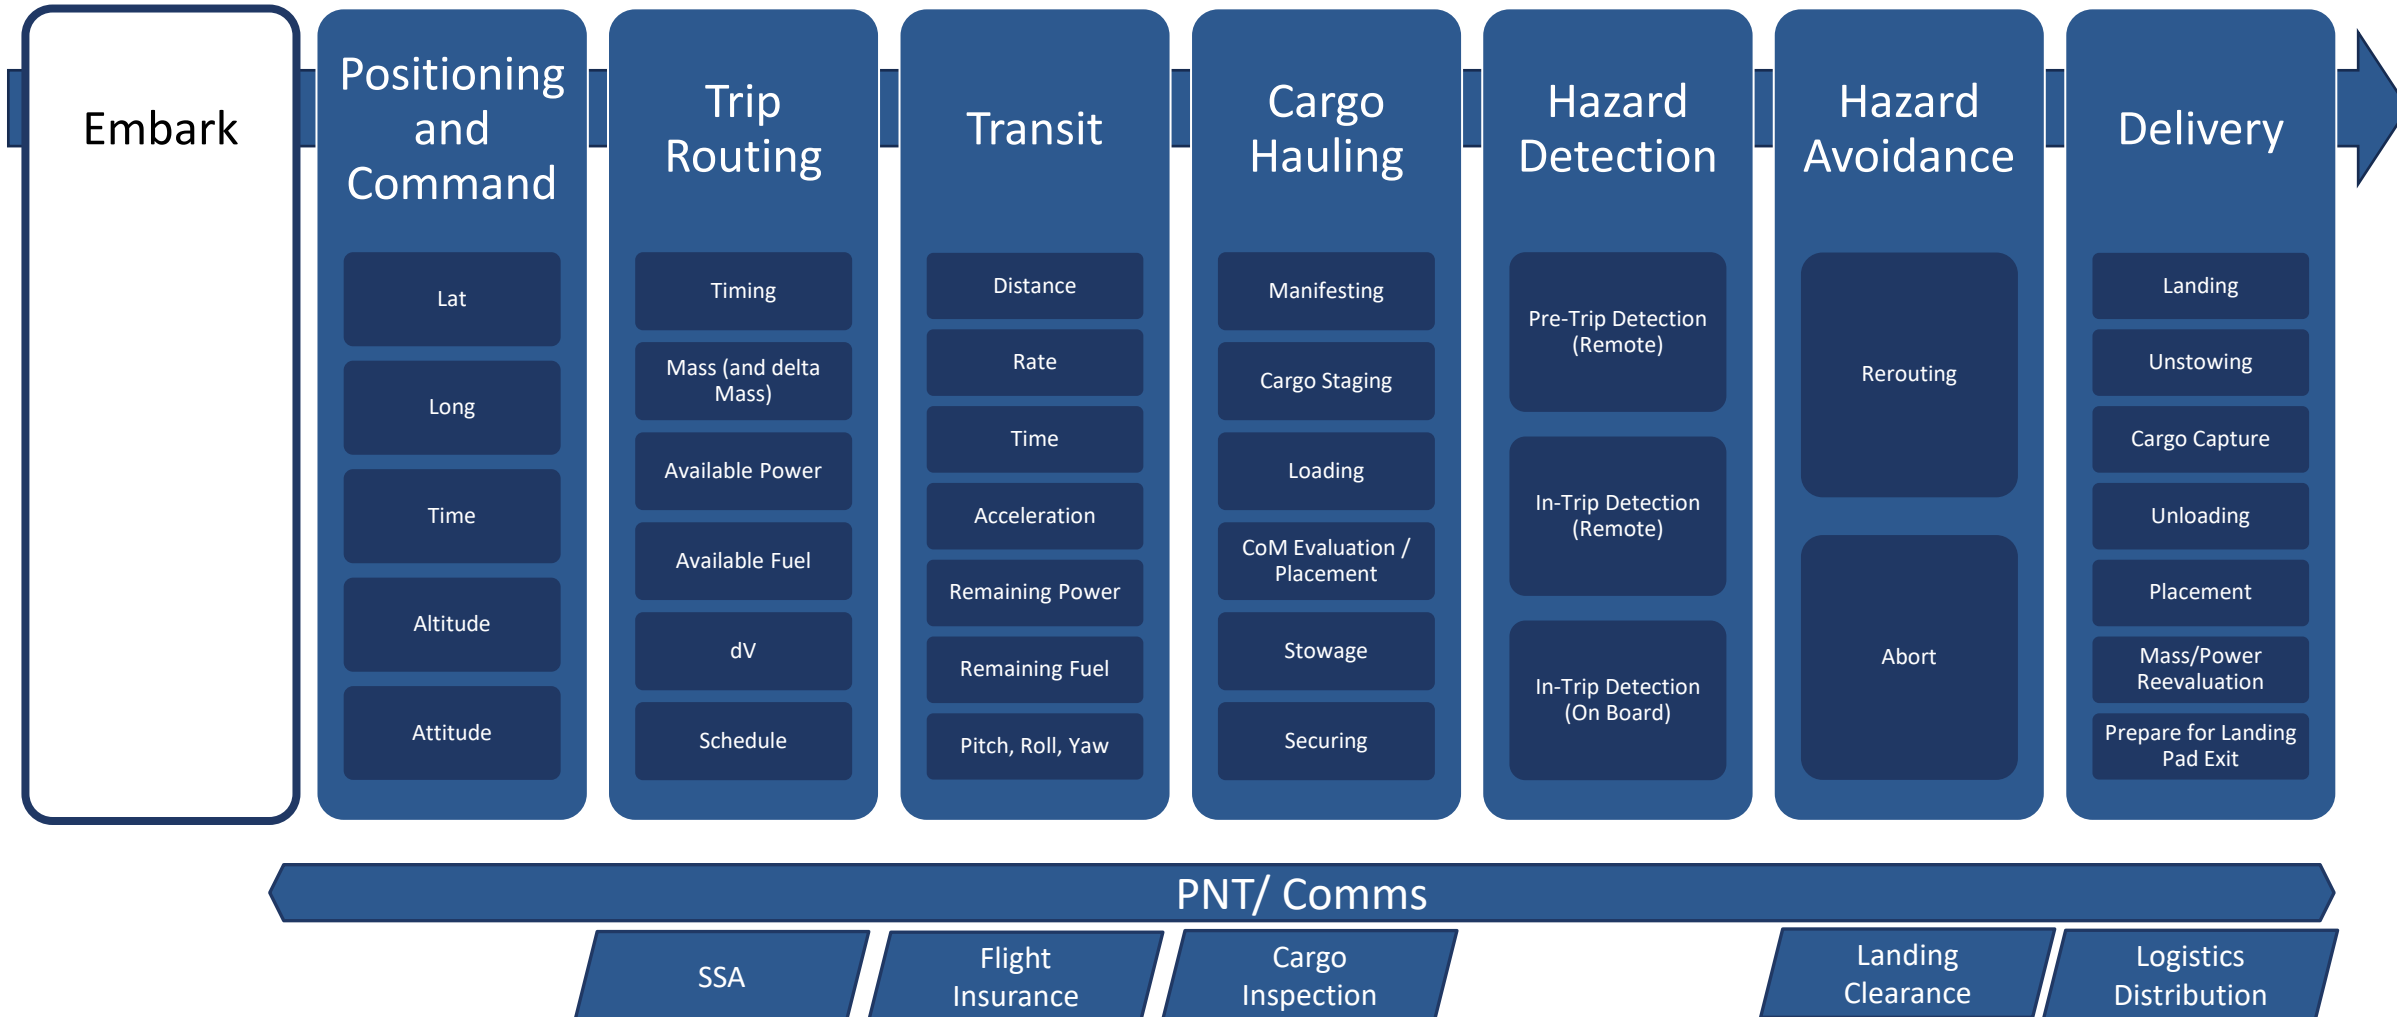 Embark
Positioning
and
Command
Lat
Long
Time
Altitude
Attitude
Trip
Routing
Timing
Mass (and delta
Mass)
Available Power
Available Fuel
dV
Schedule
Transit
Distance
Rate
Time
Acceleration
Remaining Power
Remaining Fuel
Pitch, Roll, Yaw
Cargo
Hauling
Manifesting
Cargo Staging
Loading
CoM Evaluation /
Placement
Stowage
Securing
Hazard
Detection
Pre-Trip Detection
(Remote)
In-Trip Detection
(Remote)
In-Trip Detection
(On Board)
Hazard
Avoidance
Rerouting
Abort
Delivery
Landing
Unstowing
Cargo Capture
Unloading
Placement
Mass/Power
Reevaluation
Prepare for Landing
Pad Exit
PNT/ Comms
SSA
Flight
Insurance
Cargo
Inspection
Landing
Clearance
Logistics
Distribution